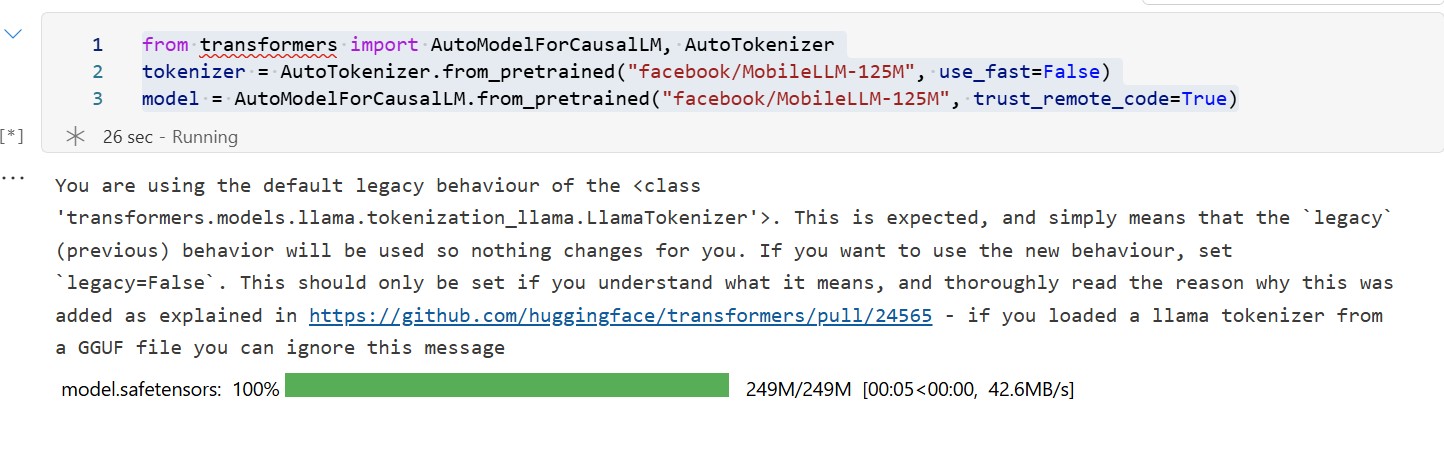 1 from transformers import AutoModelForCausalLM, AutoTokenizer
2 tokenizer = AutoTokenizer.from_pretrained("facebook/MobileLLM-125M", use_fast=False)
3 model = AutoModelForCausalLM.from_pretrained("facebook/MobileLLM-125M", trust_remote_code=True)
[*] 26 sec - Running
...
You are using the default legacy behaviour of the <class
'transformers.models.llama.tokenization_llama.LlamaTokenizer'>. This is expected, and simply means that the `legacy`
(previous) behavior will be used so nothing changes for you. If you want to use the new behaviour, set
`legacy=False`. This should only be set if you understand what it means, and thoroughly read the reason why this was
added as explained in https://github.com/huggingface/transformers/pull/24565 - if you loaded a llama tokenizer from
a GGUF file you can ignore this message
model.safetensors: 100% 249M/249M [00:05<00:00, 42.6MB/s]